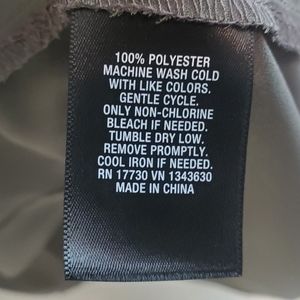 100% POLYESTER
MACHINE WASH COLD
WITH LIKE COLORS.
GENTLE CYCLE.
ONLY NON-CHLORINE
BLEACH IF NEEDED.
TUMBLE DRY LOW.
REMOVE PROMPTLY.
COOL IRON IF NEEDED.
RN 17730 VN 1343630
MADE IN CHINA